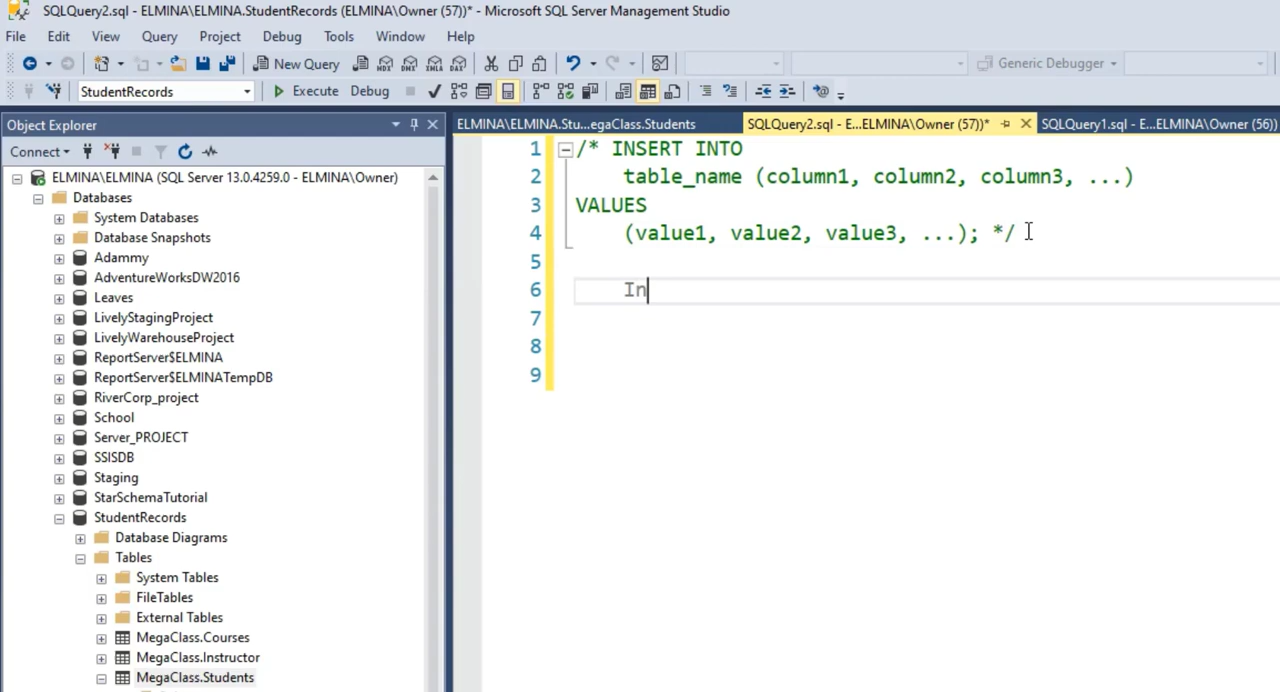 SQLQuery2.sql - ELMINA\ELMINA.StudentRecords (ELMINA\Owner (57))* - Microsoft SQL Server Management Studio
File Edit View Query Project Debug Tools Window Help
New Query MDX DMX XMLA DAX Generic Debugger
StudentRecords Execute Debug
Object Explorer
ELMINA\ELMINA.Stu...egaClass.Students SQLQuery2.sql - E...ELMINA\Owner (57))* SQLQuery1.sql - E...ELMINA\Owner (56))
Connect
ELMINA\ELMINA (SQL Server 13.0.4259.0 - ELMINA\Owner)
Databases
System Databases
Database Snapshots
Adammy
AdventureWorksDW2016
Leaves
LivelyStagingProject
LivelyWarehouseProject
ReportServer$ELMINA
ReportServer$ELMINATempDB
RiverCorp_project
School
Server_PROJECT
SSISDB
Staging
StarSchemaTutorial
StudentRecords
Database Diagrams
Tables
System Tables
FileTables
External Tables
MegaClass.Courses
MegaClass.Instructor
MegaClass.Students
1 /* INSERT INTO
2 table_name (column1, column2, column3, ...)
3 VALUES
4 (value1, value2, value3, ...); */
5
6 In
7
8
9